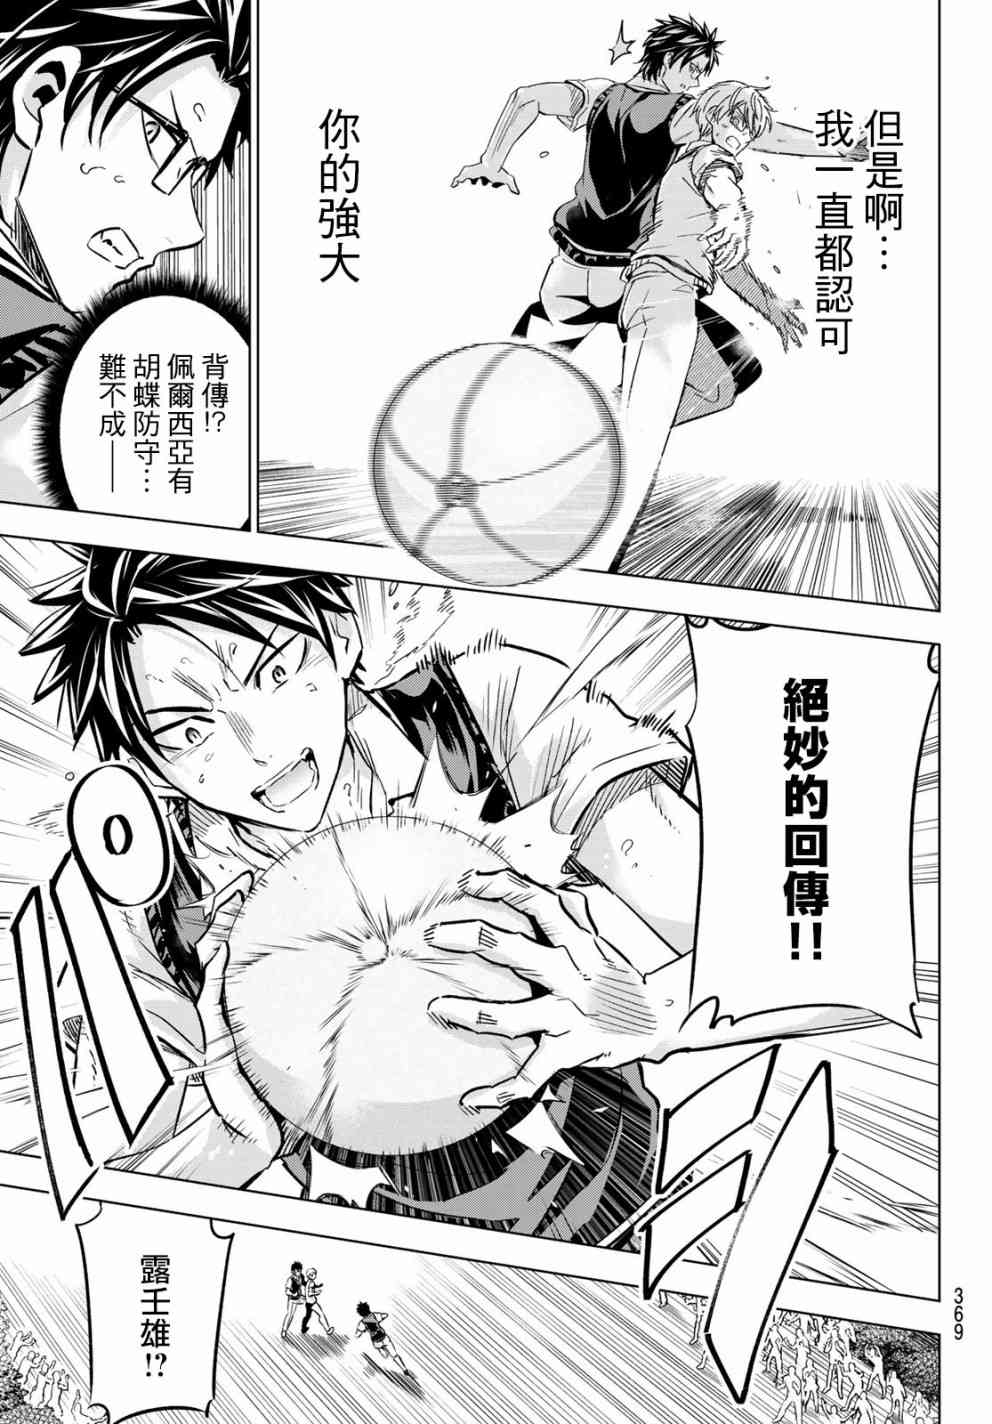 但是啊…
我一直都認可
你的強大
背傳!?
佩爾西亞有
胡蝶防守…
難不成——
絕妙的回傳!!
露壬雄!?
369